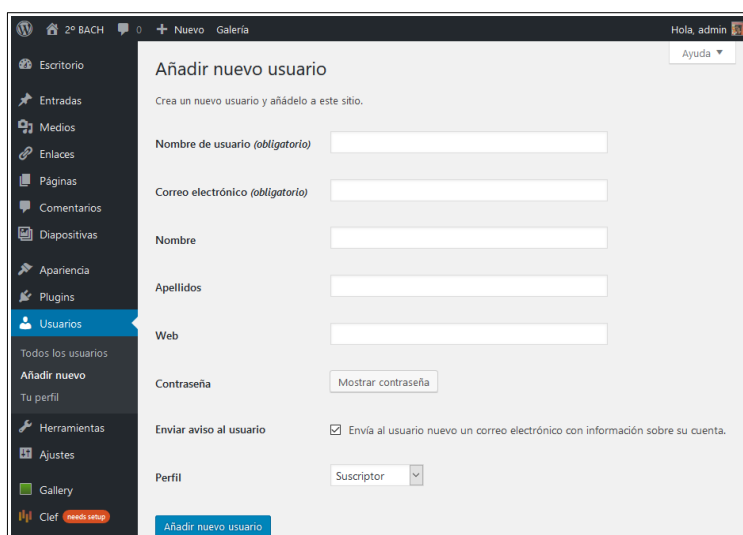 2º BACH 0 Nuevo Galería Hola, admin
Ayuda
Escritorio
Entradas
Medios
Enlaces
Páginas
Comentarios
Diapositivas
Apariencia
Plugins
Usuarios
Todos los usuarios
Añadir nuevo
Tu perfil
Herramientas
Ajustes
Gallery
Clef needs setup
Añadir nuevo usuario
Crea un nuevo usuario y añádelo a este sitio.
Nombre de usuario (obligatorio)
Correo electrónico (obligatorio)
Nombre
Apellidos
Web
Contraseña Mostrar contraseña
Enviar aviso al usuario Envía al usuario nuevo un correo electrónico con información sobre su cuenta.
Perfil Suscriptor
Añadir nuevo usuario